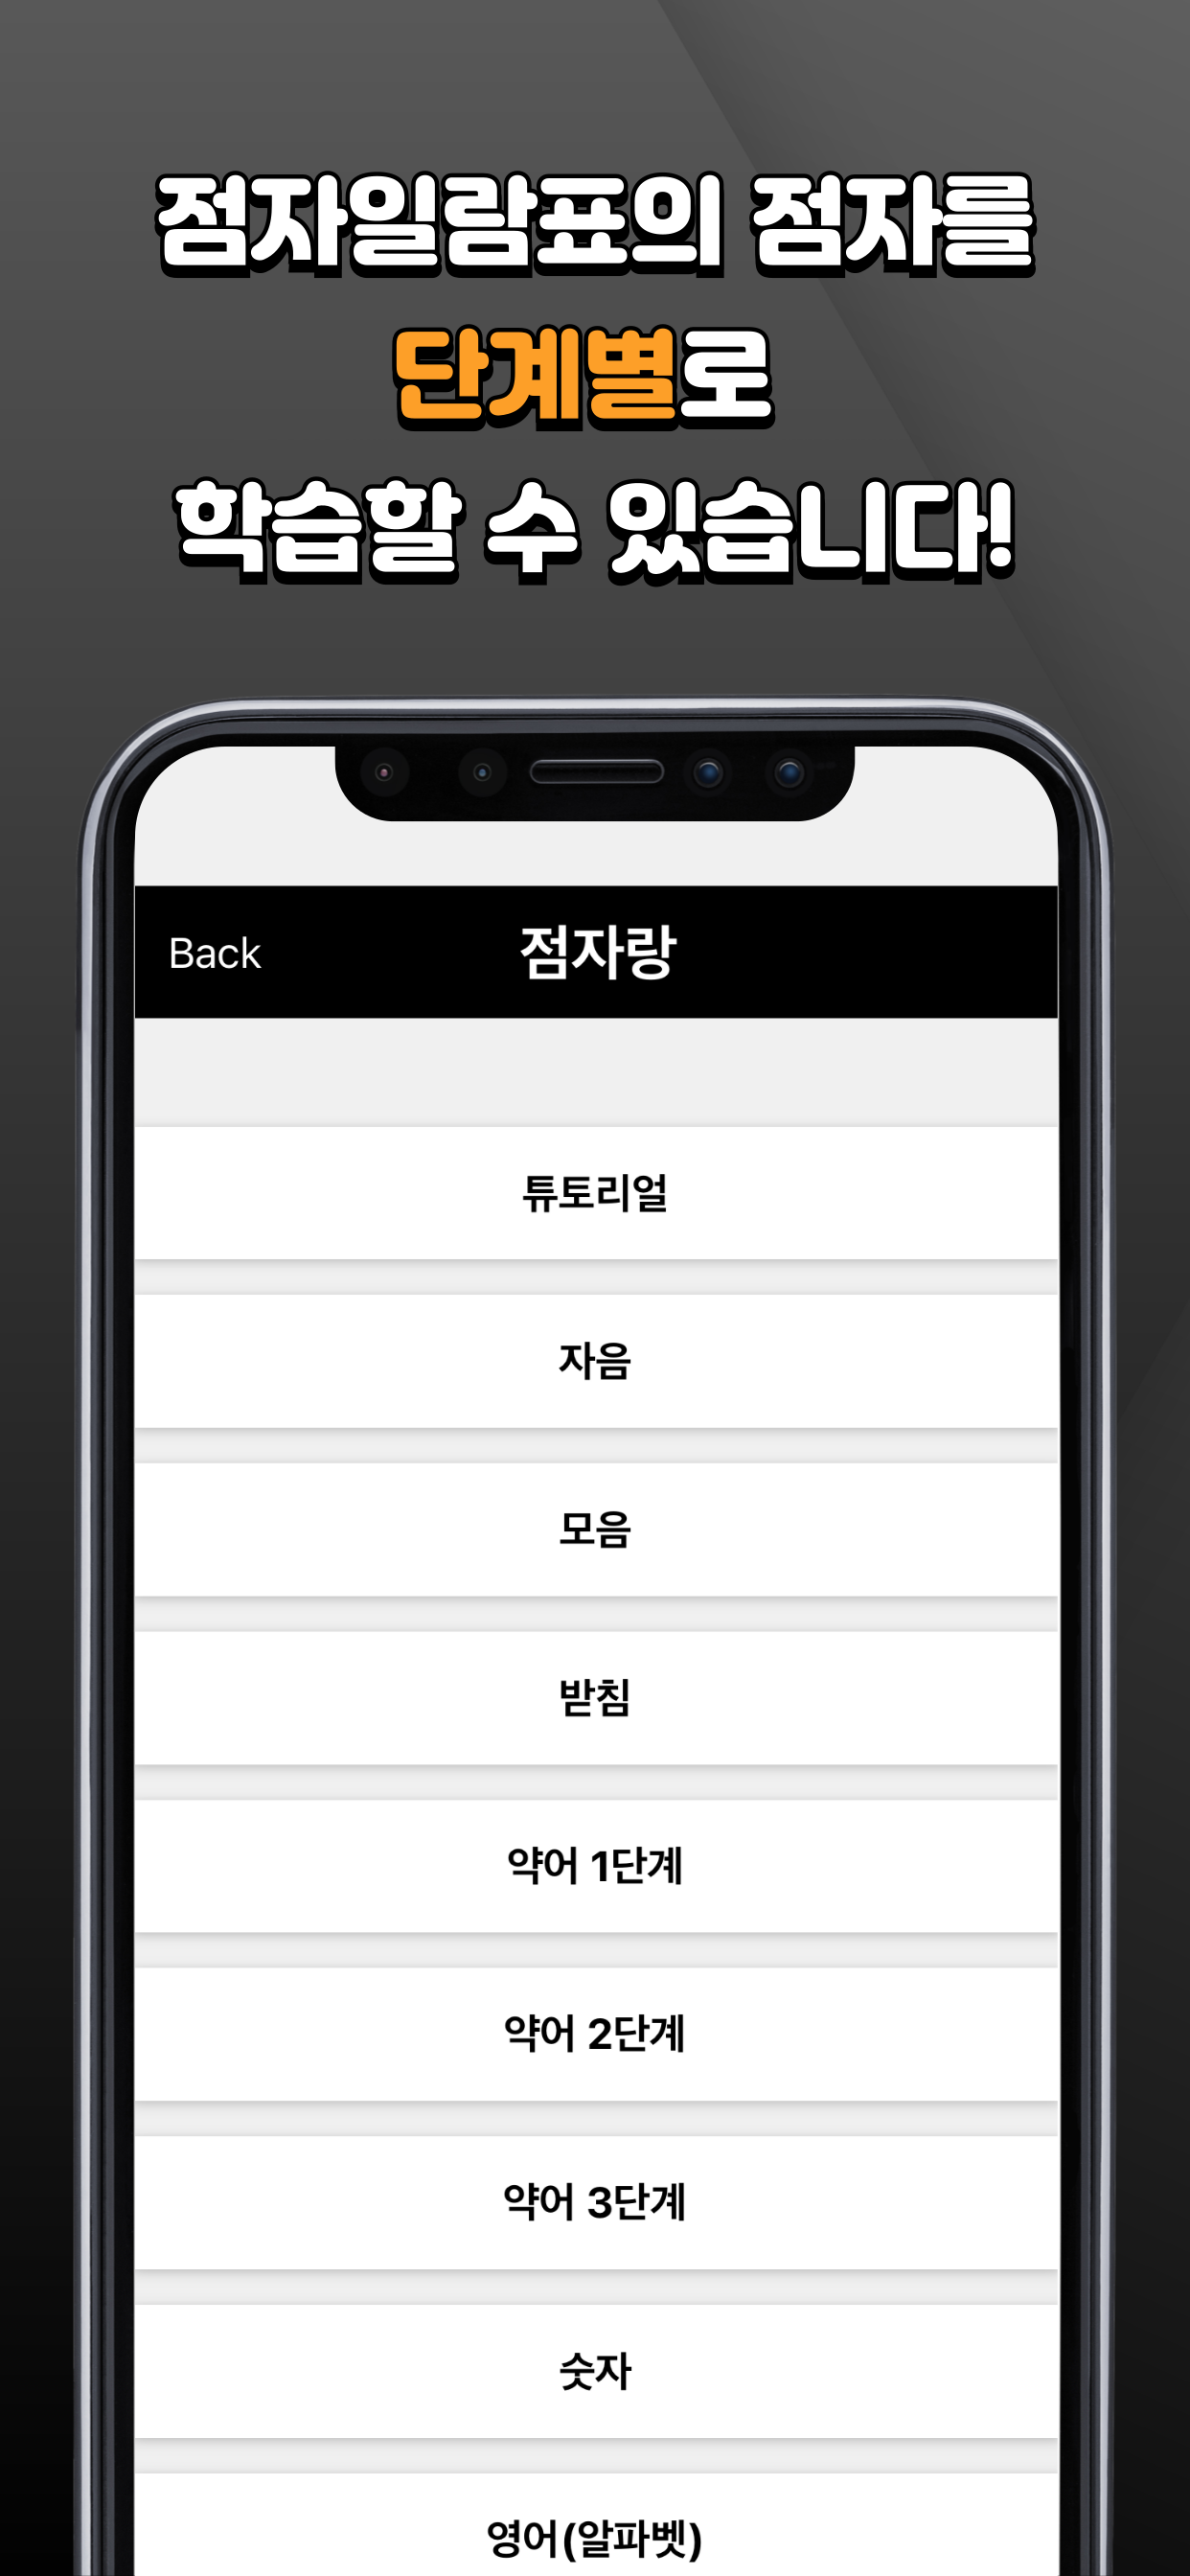 점자일람표의 점자를
단계별로
학습할 수 있습니다!
Back
점자랑
튜토리얼
자음
모음
받침
약어 1단계
약어 2단계
약어 3단계
숫자
영어(알파벳)